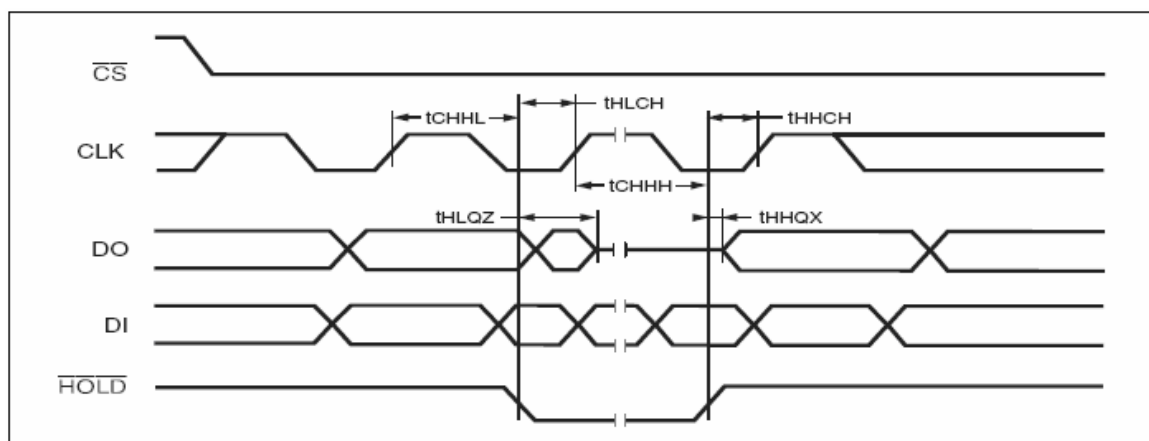 CS
tHLCH
tCHHL
tHHCH
CLK
tCHHH
tHLQZ
tHHQX
DO
DI
HOLD